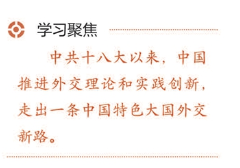 学习聚焦
中共十八大以来，中国
推进外交理论和实践创新，
走出一条中国特色大国外交
新路。